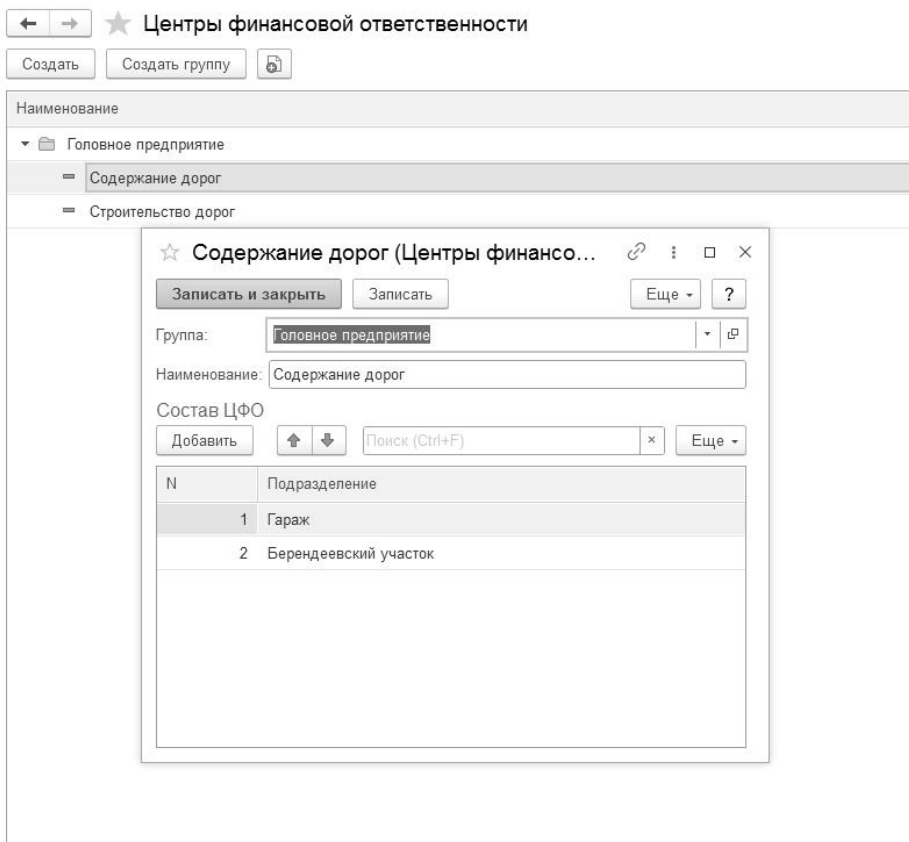 Центры финансовой ответственности
Создать Создать группу
Наименование
Головное предприятие
Содержание дорог
Строительство дорог
Содержание дорог (Центры финансо...
Записать и закрыть Записать Еще ?
Группа: Головное предприятие
Наименование: Содержание дорог
Состав ЦФО
Добавить Поиск (Ctrl+F) × Еще
N Подразделение
1 Гараж
2 Берендеевский участок